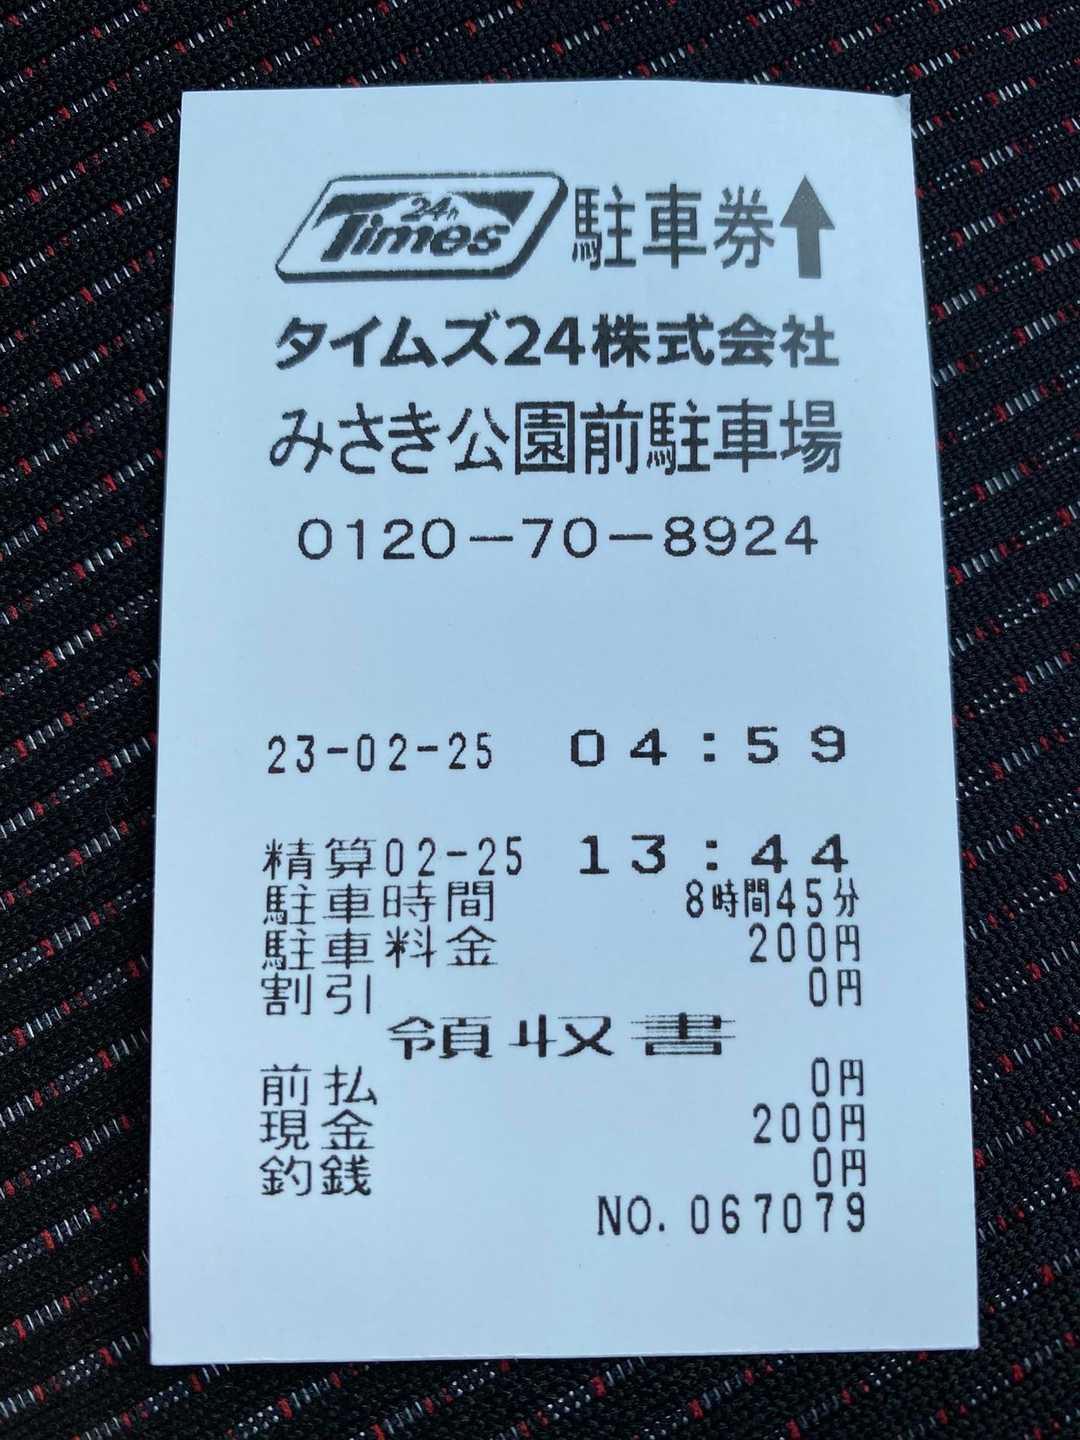 24h Times 駐車券↑
タイムズ24株式会社
みさき公園前駐車場
0120-70-8924
23-02-25 04:59
精算02-25 13:44
駐車時間 8時間45分
駐車料金 200円
割引 0円
領収書
前払 0円
現金 200円
釣銭 0円
NO. 067079